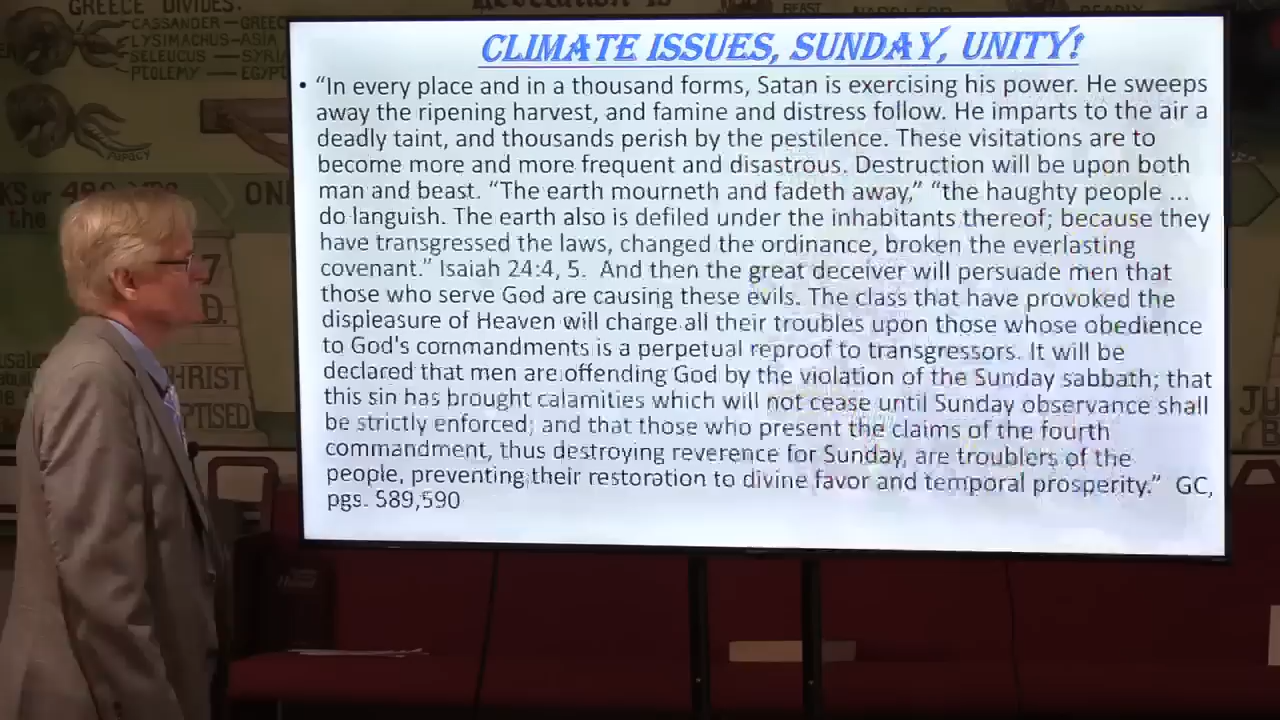 GREECE DIVIDES:
CASSANDER—GREEC
LYSIMACHUS—ASIA
SELEUCUS — SYRIA
PTOLEMY — EGYPT
PAPACY
ONE
the
HRIST
PTISED
CLIMATE ISSUES, SUNDAY, UNITY!
• “In every place and in a thousand forms, Satan is exercising his power. He sweeps
away the ripening harvest, and famine and distress follow. He imparts to the air a
deadly taint, and thousands perish by the pestilence. These visitations are to
become more and more frequent and disastrous. Destruction will be upon both
man and beast. “The earth mourneth and fadeth away,” “the haughty people ...
do languish. The earth also is defiled under the inhabitants thereof; because they
have transgressed the laws, changed the ordinance, broken the everlasting
covenant.” Isaiah 24:4, 5.  And then the great deceiver will persuade men that
those who serve God are causing these evils. The class that have provoked the
displeasure of Heaven will charge all their troubles upon those whose obedience
to God's commandments is a perpetual reproof to transgressors. It will be
declared that men are offending God by the violation of the Sunday sabbath; that
this sin has brought calamities which will not cease until Sunday observance shall
be strictly enforced; and that those who present the claims of the fourth
commandment, thus destroying reverence for Sunday, are troublers of the
people, preventing their restoration to divine favor and temporal prosperity.”  GC,
pgs. 589,590